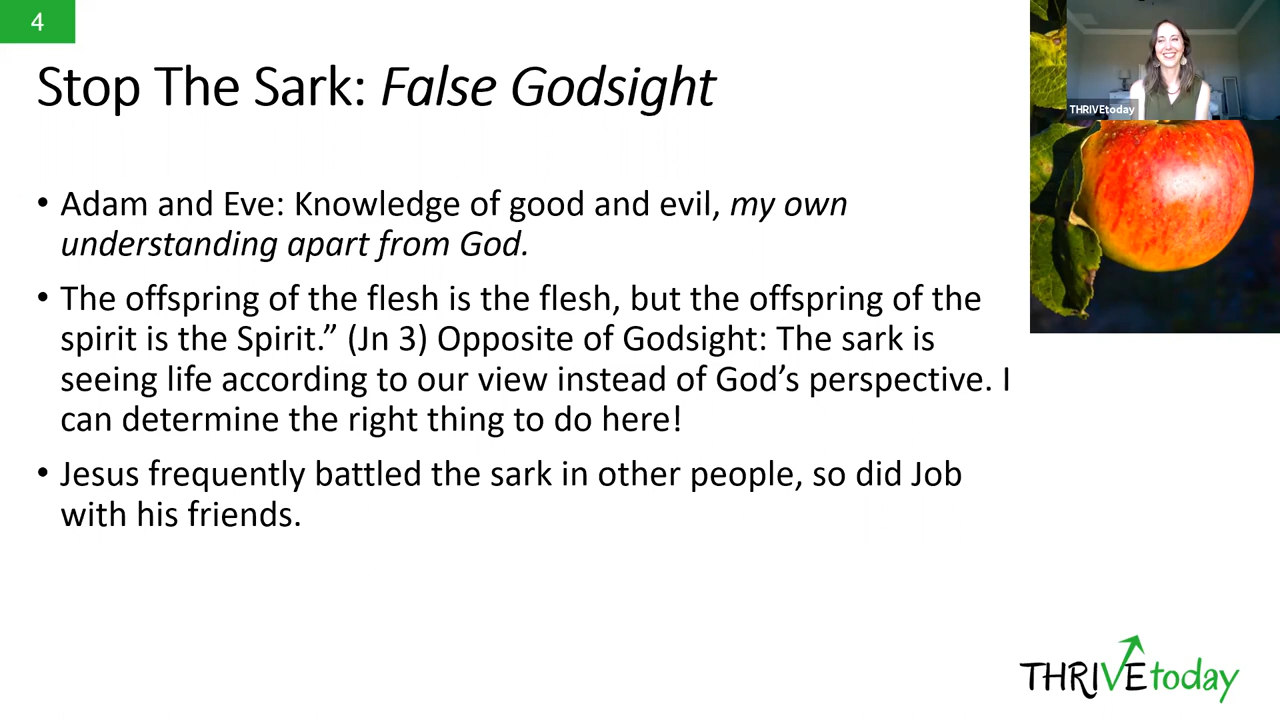 4
Stop The Sark: False Godsight
THRIVEtoday
• Adam and Eve: Knowledge of good and evil, my own
understanding apart from God.
• The offspring of the flesh is the flesh, but the offspring of the
spirit is the Spirit.” (Jn 3) Opposite of Godsight: The sark is
seeing life according to our view instead of God’s perspective. I
can determine the right thing to do here!
• Jesus frequently battled the sark in other people, so did Job
with his friends.
THRIVEtoday